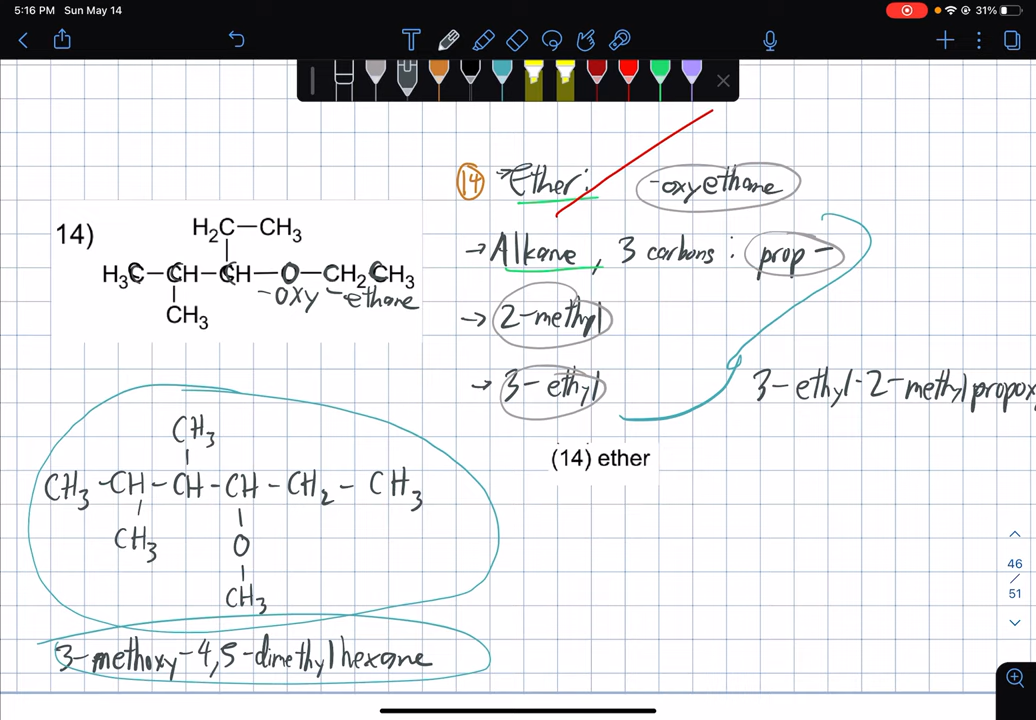 5:16 PM Sun May 14
31%
14 → Ether: -oxyethane
14)
H₂C—CH₃
→ Alkane, 3 carbons: prop-
H₃C—CH—CH—O—CH₂CH₃
-oxy-ethane
CH₃
→ 2-methyl
→ 3-ethyl
3-ethyl-2-methylpropox
CH₃
(14) ether
CH₃-CH-CH-CH-CH₂-CH₃
CH₃
O
CH₃
46
/
51
3-methoxy-4,5-dimethylhexane